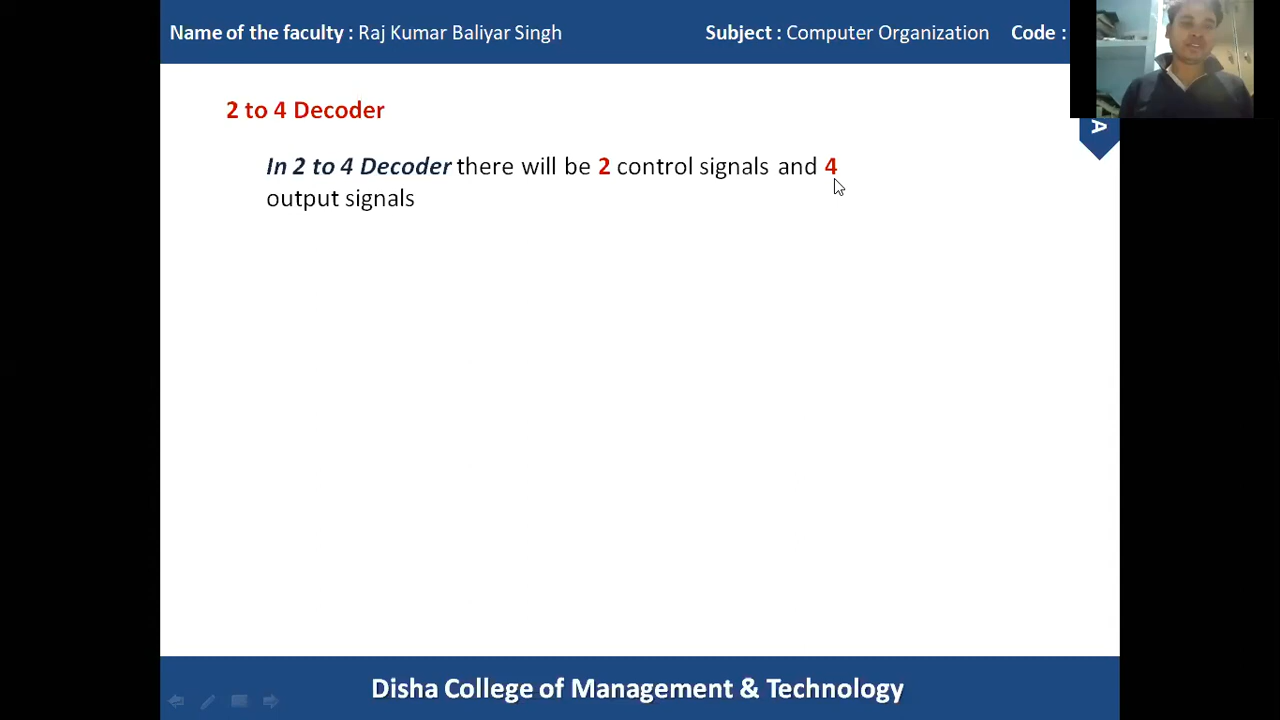 Name of the faculty : Raj Kumar Baliyar Singh Subject : Computer Organization Code :
A
2 to 4 Decoder
In 2 to 4 Decoder there will be 2 control signals and 4
output signals
Disha College of Management & Technology